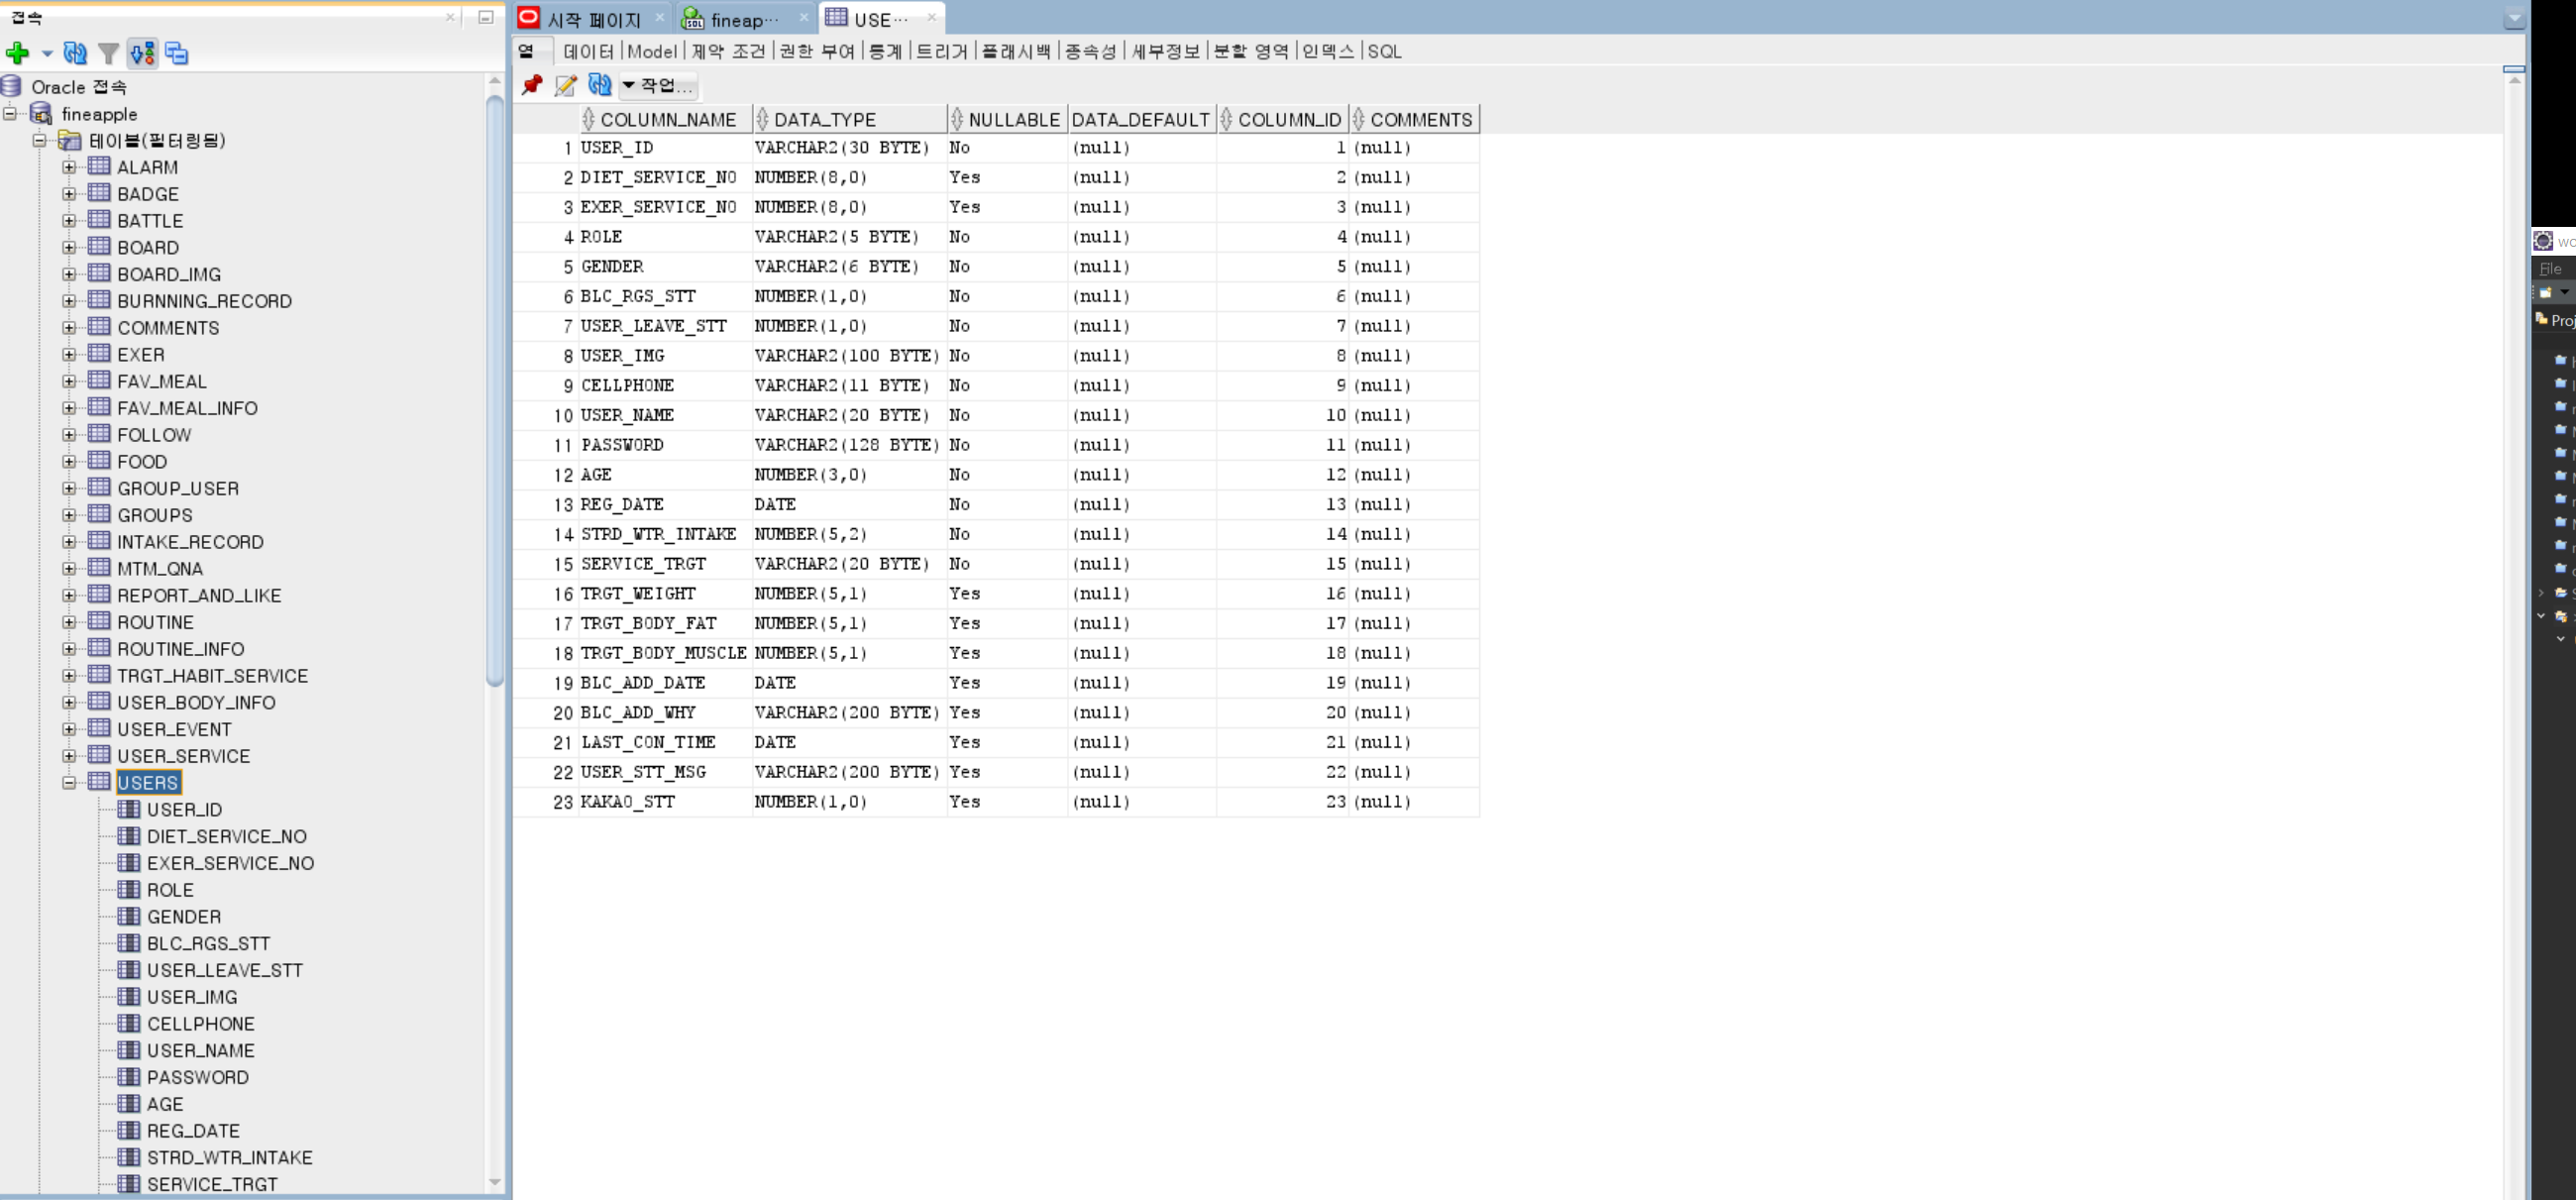 접속
Oracle 접속
fineapple
테이블(필터링됨)
ALARM
BADGE
BATTLE
BOARD
BOARD_IMG
BURNNING_RECORD
COMMENTS
EXER
FAV_MEAL
FAV_MEAL_INFO
FOLLOW
FOOD
GROUP_USER
GROUPS
INTAKE_RECORD
MTM_QNA
REPORT_AND_LIKE
ROUTINE
ROUTINE_INFO
TRGT_HABIT_SERVICE
USER_BODY_INFO
USER_EVENT
USER_SERVICE
USERS
USER_ID
DIET_SERVICE_NO
EXER_SERVICE_NO
ROLE
GENDER
BLC_RGS_STT
USER_LEAVE_STT
USER_IMG
CELLPHONE
USER_NAME
PASSWORD
AGE
REG_DATE
STRD_WTR_INTAKE
SERVICE_TRGT
시작 페이지 fineap... USE...
열 데이터 Model 제약 조건 권한 부여 통계 트리거 플래시백 종속성 세부정보 분할 영역 인덱스 SQL
작업...
COLUMN_NAME DATA_TYPE NULLABLE DATA_DEFAULT COLUMN_ID COMMENTS
1 USER_ID VARCHAR2(30 BYTE) No (null) 1 (null)
2 DIET_SERVICE_NO NUMBER(8,0) Yes (null) 2 (null)
3 EXER_SERVICE_NO NUMBER(8,0) Yes (null) 3 (null)
4 ROLE VARCHAR2(5 BYTE) No (null) 4 (null)
5 GENDER VARCHAR2(6 BYTE) No (null) 5 (null)
6 BLC_RGS_STT NUMBER(1,0) No (null) 6 (null)
7 USER_LEAVE_STT NUMBER(1,0) No (null) 7 (null)
8 USER_IMG VARCHAR2(100 BYTE) No (null) 8 (null)
9 CELLPHONE VARCHAR2(11 BYTE) No (null) 9 (null)
10 USER_NAME VARCHAR2(20 BYTE) No (null) 10 (null)
11 PASSWORD VARCHAR2(128 BYTE) No (null) 11 (null)
12 AGE NUMBER(3,0) No (null) 12 (null)
13 REG_DATE DATE No (null) 13 (null)
14 STRD_WTR_INTAKE NUMBER(5,2) No (null) 14 (null)
15 SERVICE_TRGT VARCHAR2(20 BYTE) No (null) 15 (null)
16 TRGT_WEIGHT NUMBER(5,1) Yes (null) 16 (null)
17 TRGT_BODY_FAT NUMBER(5,1) Yes (null) 17 (null)
18 TRGT_BODY_MUSCLE NUMBER(5,1) Yes (null) 18 (null)
19 BLC_ADD_DATE DATE Yes (null) 19 (null)
20 BLC_ADD_WHY VARCHAR2(200 BYTE) Yes (null) 20 (null)
21 LAST_CON_TIME DATE Yes (null) 21 (null)
22 USER_STT_MSG VARCHAR2(200 BYTE) Yes (null) 22 (null)
23 KAKAO_STT NUMBER(1,0) Yes (null) 23 (null)
File